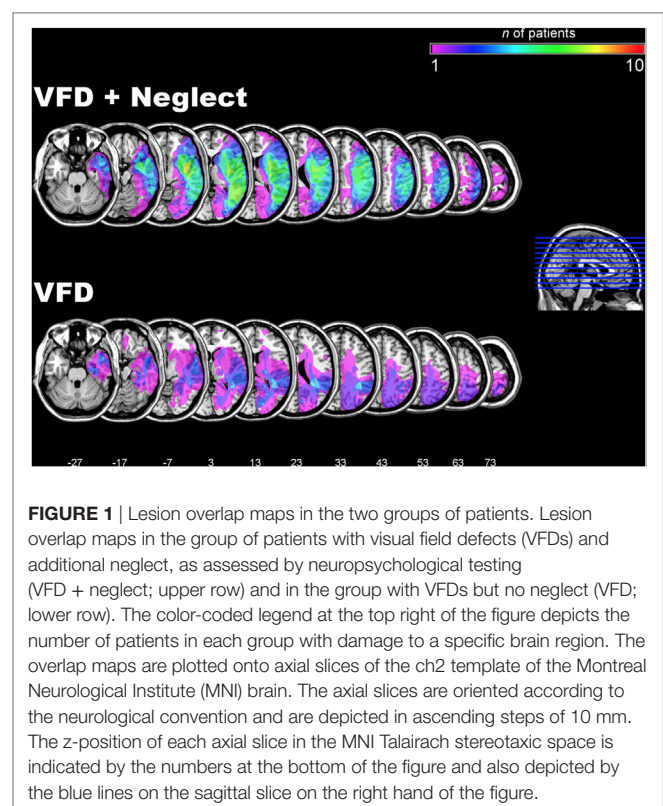 n of patients
1 10
VFD + Neglect
VFD
-27 -17 -7 3 13 23 33 43 53 63 73
FIGURE 1 | Lesion overlap maps in the two groups of patients. Lesion
overlap maps in the group of patients with visual field defects (VFDs) and
additional neglect, as assessed by neuropsychological testing
(VFD + neglect; upper row) and in the group with VFDs but no neglect (VFD;
lower row). The color-coded legend at the top right of the figure depicts the
number of patients in each group with damage to a specific brain region. The
overlap maps are plotted onto axial slices of the ch2 template of the Montreal
Neurological Institute (MNI) brain. The axial slices are oriented according to
the neurological convention and are depicted in ascending steps of 10 mm.
The z-position of each axial slice in the MNI Talairach stereotaxic space is
indicated by the numbers at the bottom of the figure and also depicted by
the blue lines on the sagittal slice on the right hand of the figure.